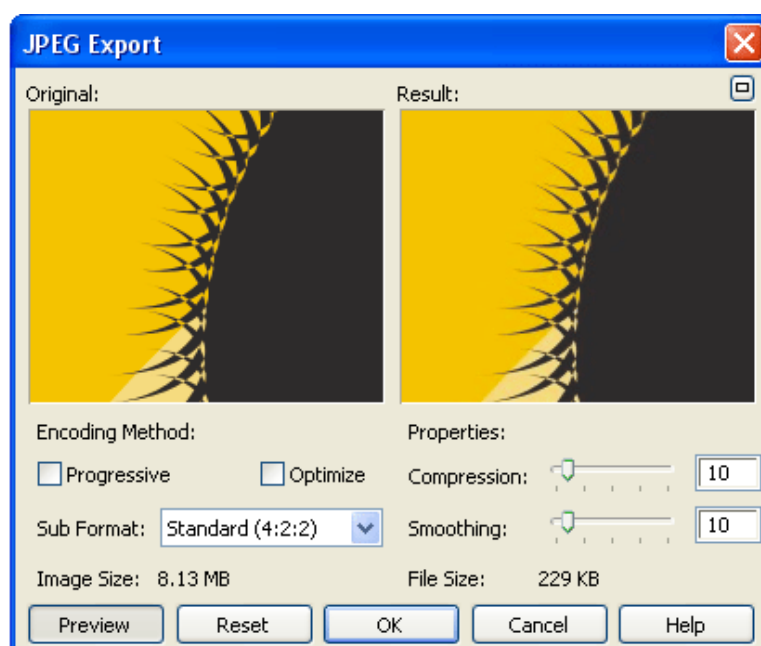 JPEG Export
Original: Result:
Encoding Method: Properties:
Progressive Optimize Compression: 10
Sub Format: Standard (4:2:2) Smoothing: 10
Image Size: 8.13 MB File Size: 229 KB
Preview Reset OK Cancel Help